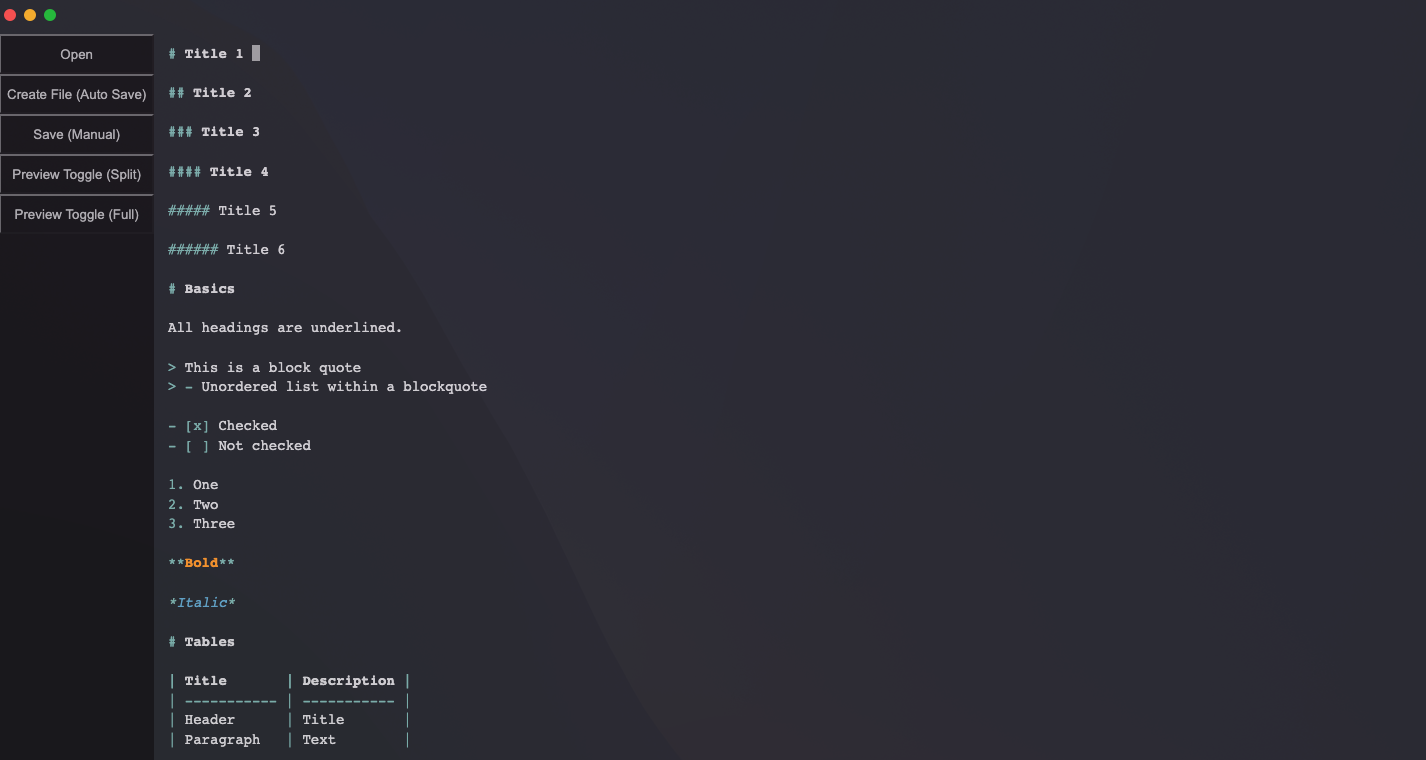 Open
Create File (Auto Save)
Save (Manual)
Preview Toggle (Split)
Preview Toggle (Full)
# Title 1
## Title 2
### Title 3
#### Title 4
##### Title 5
###### Title 6
# Basics
All headings are underlined.
> This is a block quote
> - Unordered list within a blockquote
- [x] Checked
- [ ] Not checked
1. One
2. Two
3. Three
**Bold**
*Italic*
# Tables
| Title       | Description |
| ----------- | ----------- |
| Header      | Title       |
| Paragraph   | Text        |